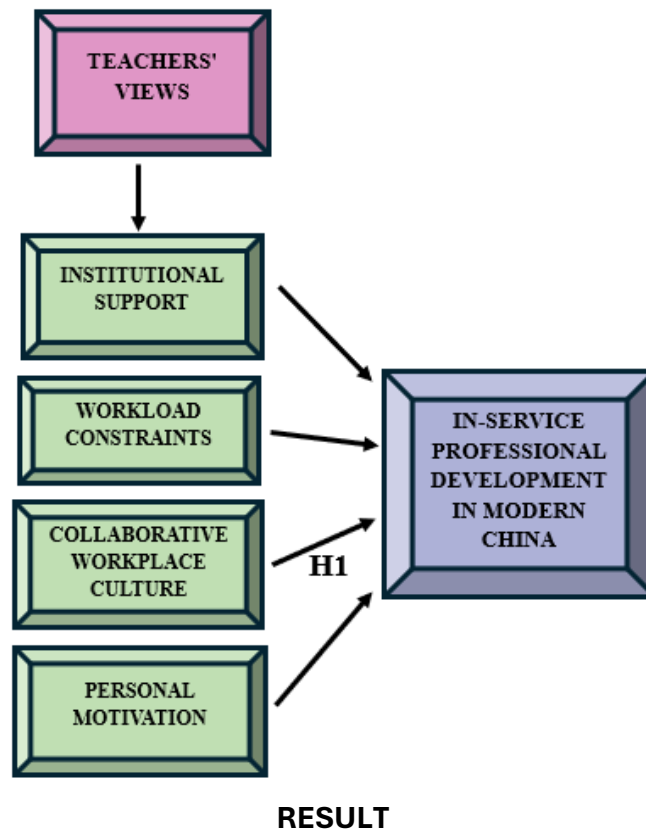 TEACHERS'
VIEWS
INSTITUTIONAL
SUPPORT
WORKLOAD
CONSTRAINTS
COLLABORATIVE
WORKPLACE
CULTURE
H1
PERSONAL
MOTIVATION
IN-SERVICE
PROFESSIONAL
DEVELOPMENT
IN MODERN
CHINA
RESULT